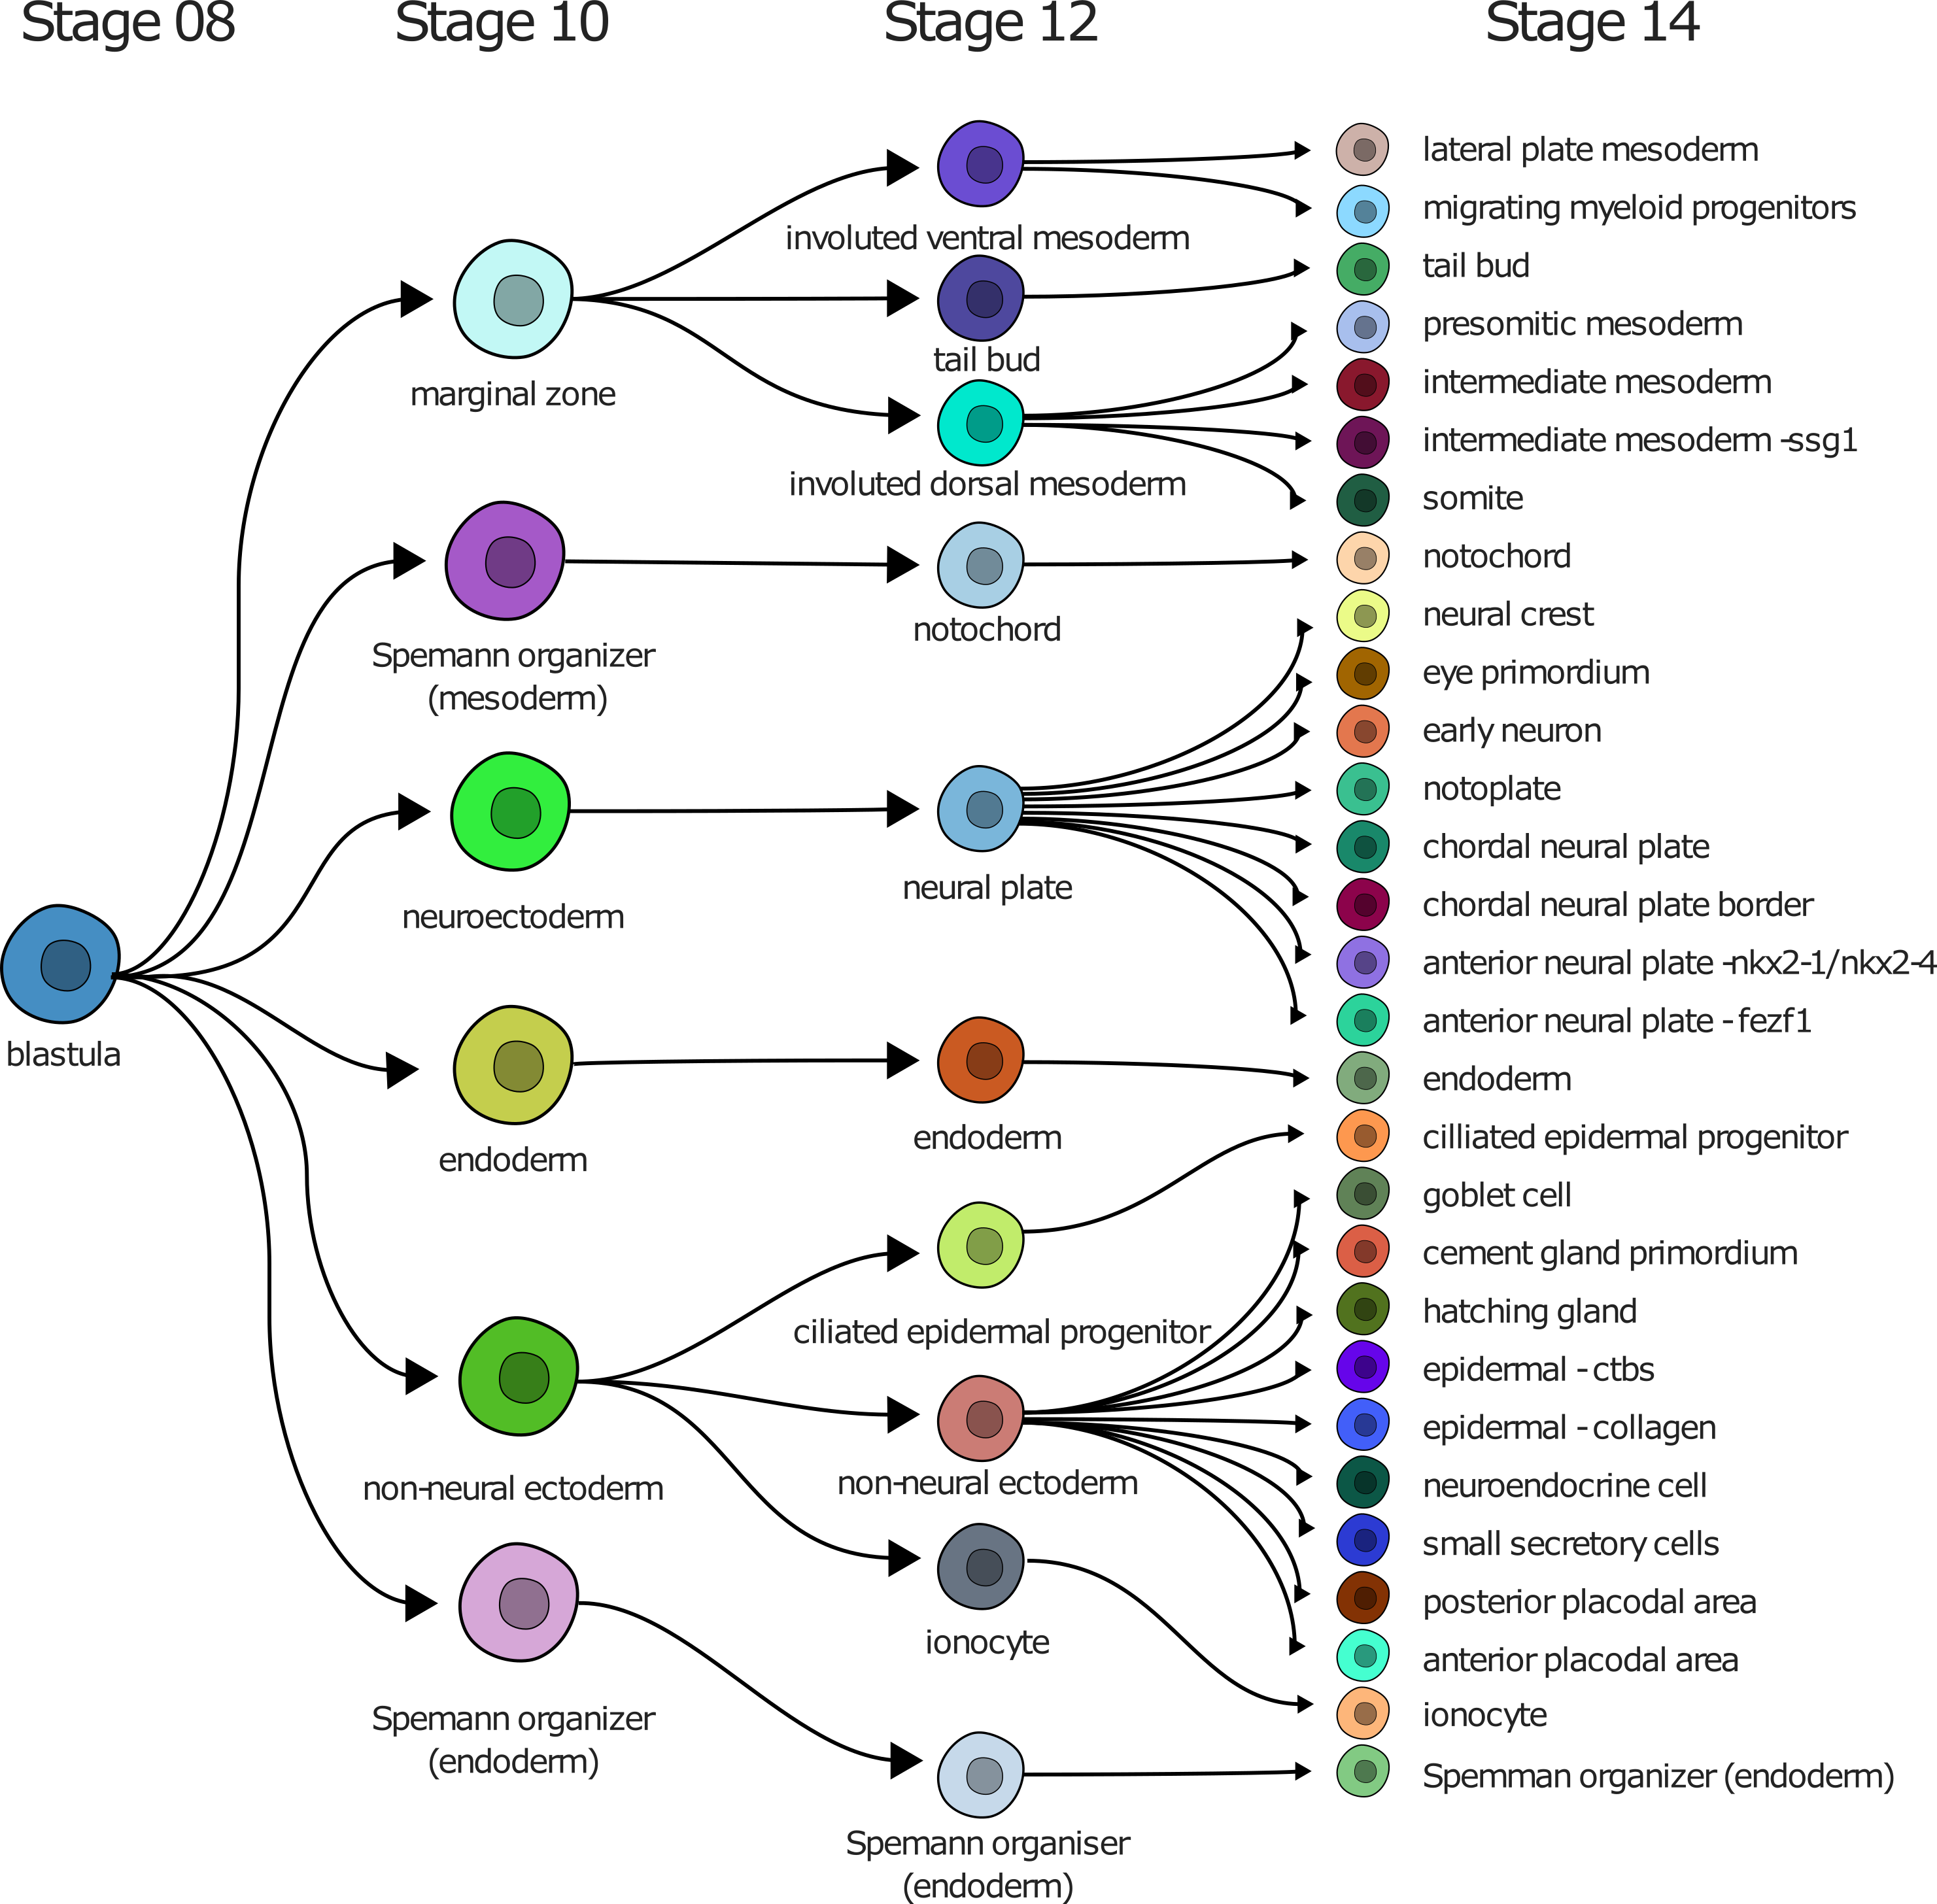 Stage 08
Stage 10
Stage 12
Stage 14
blastula
marginal zone
Spemann organizer
(mesoderm)
neuroectoderm
endoderm
non-neural ectoderm
Spemann organizer
(endoderm)
involuted ventral mesoderm
tail bud
involuted dorsal mesoderm
notochord
neural plate
endoderm
ciliated epidermal progenitor
non-neural ectoderm
ionocyte
Spemann organiser
(endoderm)
lateral plate mesoderm
migrating myeloid progenitors
tail bud
presomitic mesoderm
intermediate mesoderm
intermediate mesoderm -ssg1
somite
notochord
neural crest
eye primordium
early neuron
notoplate
chordal neural plate
chordal neural plate border
anterior neural plate -nkx2-1/nkx2-4
anterior neural plate - fezf1
endoderm
cilliated epidermal progenitor
goblet cell
cement gland primordium
hatching gland
epidermal - ctbs
epidermal - collagen
neuroendocrine cell
small secretory cells
posterior placodal area
anterior placodal area
ionocyte
Spemman organizer (endoderm)